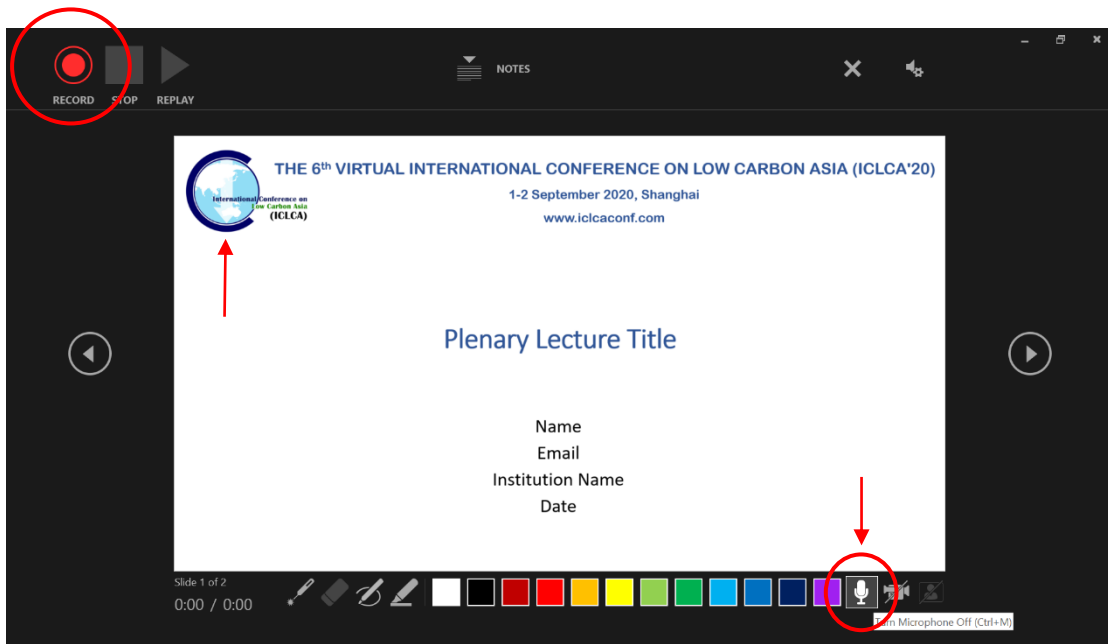 NOTES
RECORD STOP REPLAY
THE 6th VIRTUAL INTERNATIONAL CONFERENCE ON LOW CARBON ASIA (ICLCA'20)
1-2 September 2020, Shanghai
www.iclcaconf.com
International Conference on
Low Carbon Asia
(ICLCA)
Plenary Lecture Title
Name
Email
Institution Name
Date
Slide 1 of 2
0:00 / 0:00
Turn Microphone Off (Ctrl+M)